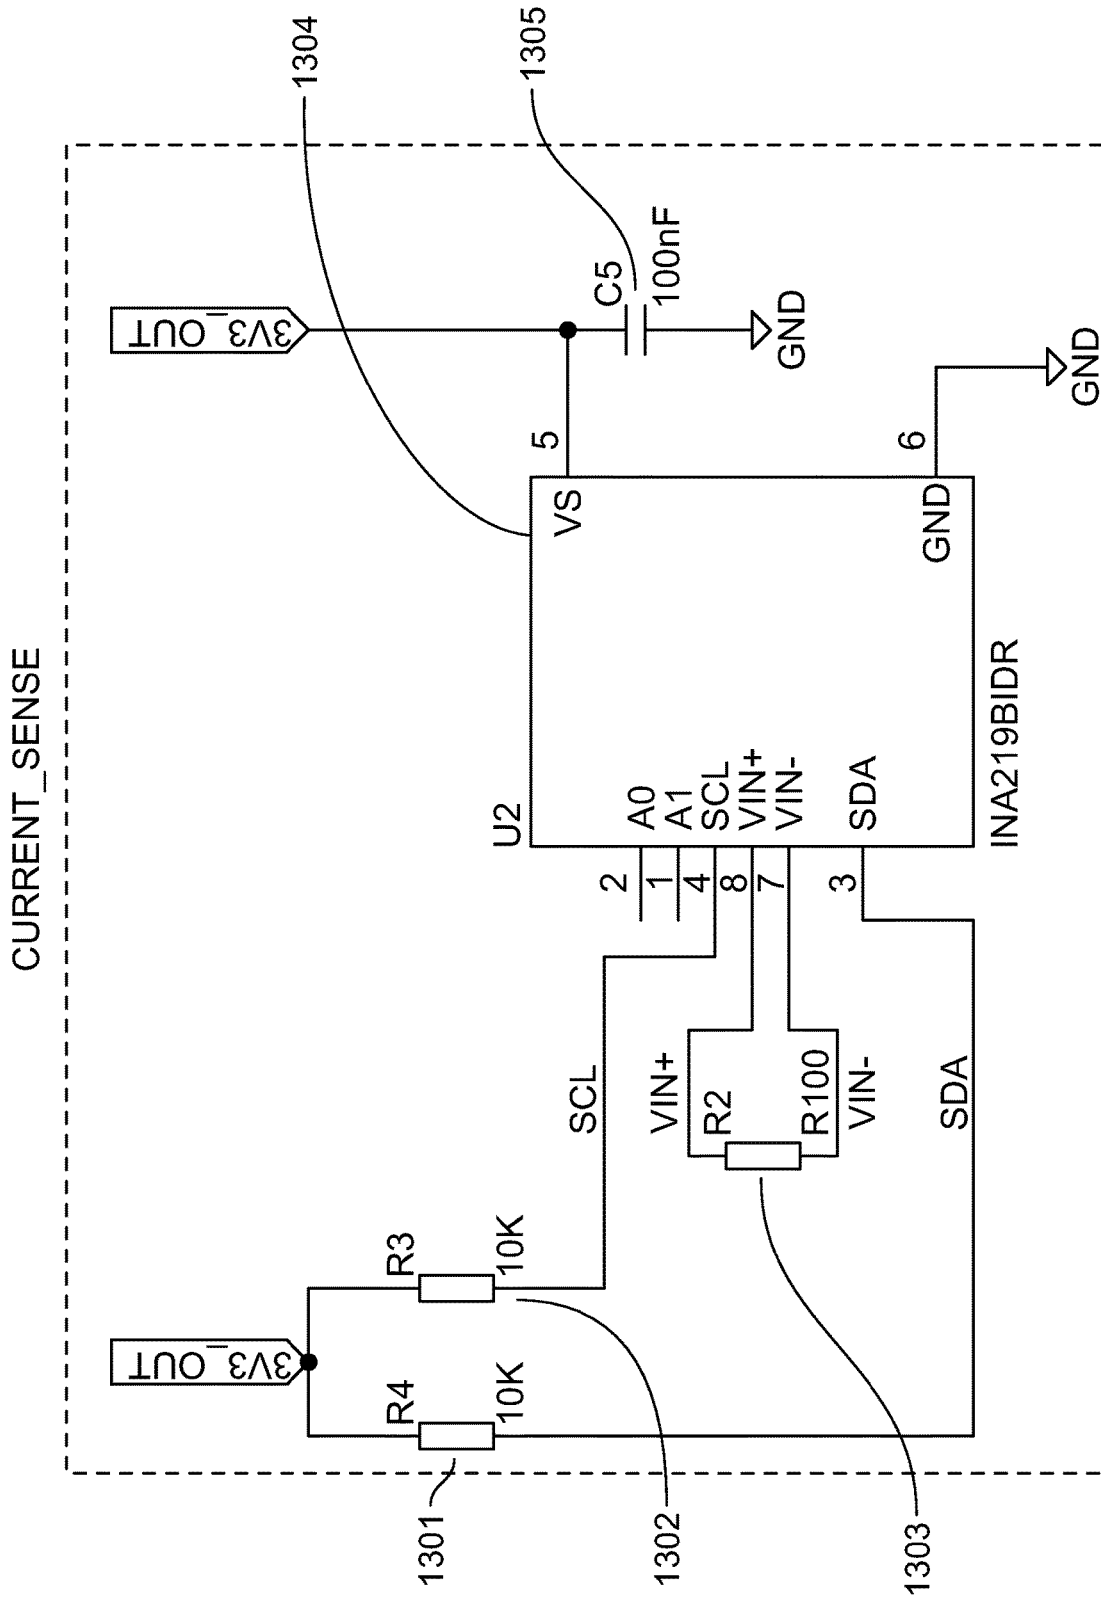 CURRENT_SENSE
1304
1305
3V3_OUT
C5
100nF
GND
5
VS
6
GND
GND
U2
INA219BIDR
A0
A1
SCL
VIN+
VIN-
SDA
2
1
4
8
7
3
SCL
VIN+
R2
R100
VIN-
SDA
3V3_OUT
R3
10K
R4
10K
1301
1302
1303